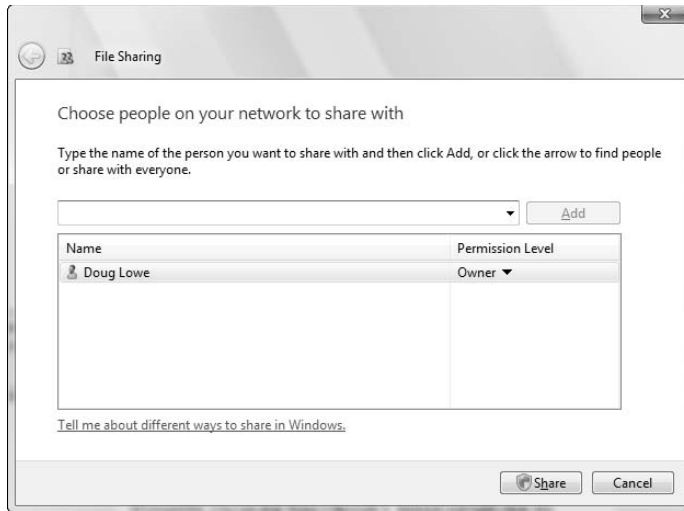 File Sharing
Choose people on your network to share with
Type the name of the person you want to share with and then click Add, or click the arrow to find people
or share with everyone.
Add
Name Permission Level
Doug Lowe Owner
Tell me about different ways to share in Windows.
Share Cancel